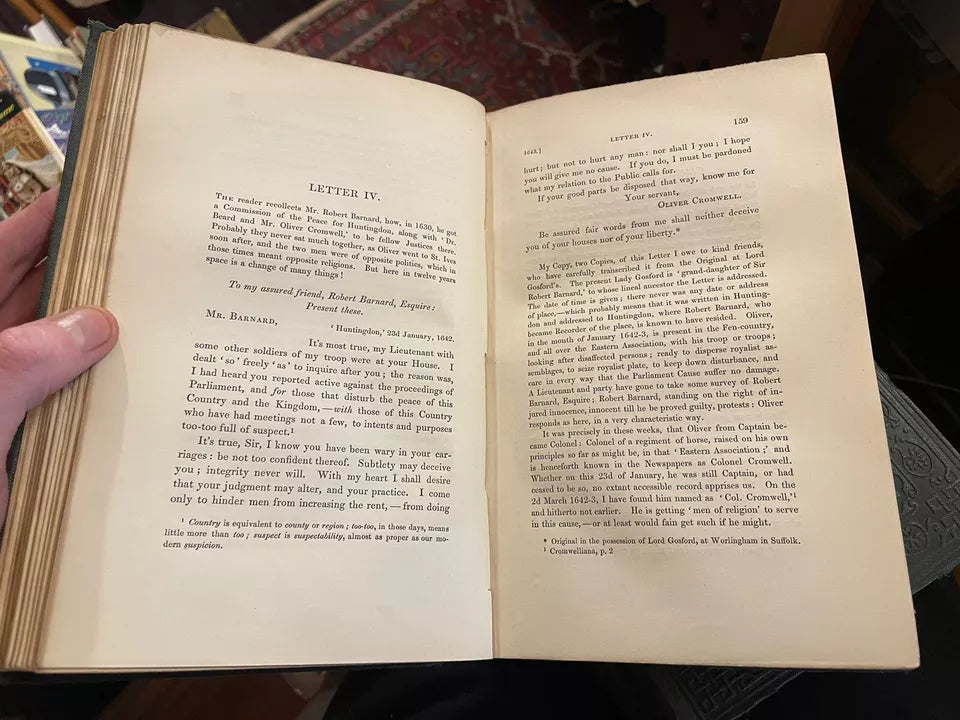 LETTER IV.
THE reader recollects Mr. Robert Barnard, how, in 1630, he got
a Commission of the Peace for Huntingdon, along with 'Dr.
Beard and Mr. Oliver Cromwell,' to be fellow Justices there.
Probably they never sat much together, as Oliver went to St. Ives
soon after, and the two men were of opposite politics, which in
those times meant opposite religions. But here in twelve years
space is a change of many things!
To my assured friend, Robert Barnard, Esquire:
Present these.
'Huntingdon,' 23d January, 1642.
MR. BARNARD,
It's most true, my Lieutenant with
some other soldiers of my troop were at your House. I
dealt 'so' freely 'as' to inquire after you; the reason was,
I had heard you reported active against the proceedings of
Parliament, and for those that disturb the peace of this
Country and the Kingdom,—with those of this Country
who have had meetings not a few, to intents and purposes
too-too full of suspect.¹
It's true, Sir, I know you have been wary in your car-
riages: be not too confident thereof. Subtlety may deceive
you; integrity never will. With my heart I shall desire
that your judgment may alter, and your practice. I come
only to hinder men from increasing the rent,—from doing
¹ Country is equivalent to county or region; too-too, in those days, means
little more than too; suspect is suspectability, almost as proper as our mo-
dern suspicion.
1642.] LETTER IV. 159
hurt; but not to hurt any man: nor shall I you; I hope
you will give me no cause. If you do, I must be pardoned
what my relation to the Public calls for.
If your good parts be disposed that way, know me for
Your servant,
OLIVER CROMWELL.
Be assured fair words from me shall neither deceive
you of your houses nor of your liberty.*
My Copy, two Copies, of this Letter I owe to kind friends,
who have carefully transcribed it from the Original at Lord
Gosford's. The present Lady Gosford is 'grand-daughter of Sir
Robert Barnard,' to whose lineal ancestor the Letter is addressed.
The date of time is given; there never was any date or address
of place,—which probably means that it was written in Hunting-
don and addressed to Huntingdon, where Robert Barnard, who
became Recorder of the place, is known to have resided. Oliver,
in the month of January 1642-3, is present in the Fen-country,
and all over the Eastern Association, with his troop or troops;
looking after disaffected persons; ready to disperse royalist as-
semblages, to seize royalist plate, to keep down disturbance, and
care in every way that the Parliament Cause suffer no damage.
A Lieutenant and party have gone to take some survey of Robert
Barnard, Esquire; Robert Barnard, standing on the right of in-
jured innocence, innocent till he be proved guilty, protests: Oliver
responds as here, in a very characteristic way.
It was precisely in these weeks, that Oliver from Captain be-
came Colonel: Colonel of a regiment of horse, raised on his own
principles so far as might be, in that 'Eastern Association;' and
is henceforth known in the Newspapers as Colonel Cromwell.
Whether on this 23d of January, he was still Captain, or had
ceased to be so, no extant accessible record apprises us. On the
2d March 1642-3, I have found him named as 'Col. Cromwell,'¹
and hitherto not earlier. He is getting 'men of religion' to serve
in this cause,—or at least would fain get such if he might.
* Original in the possession of Lord Gosford, at Worlingham in Suffolk.
¹ Cromwelliana, p. 2